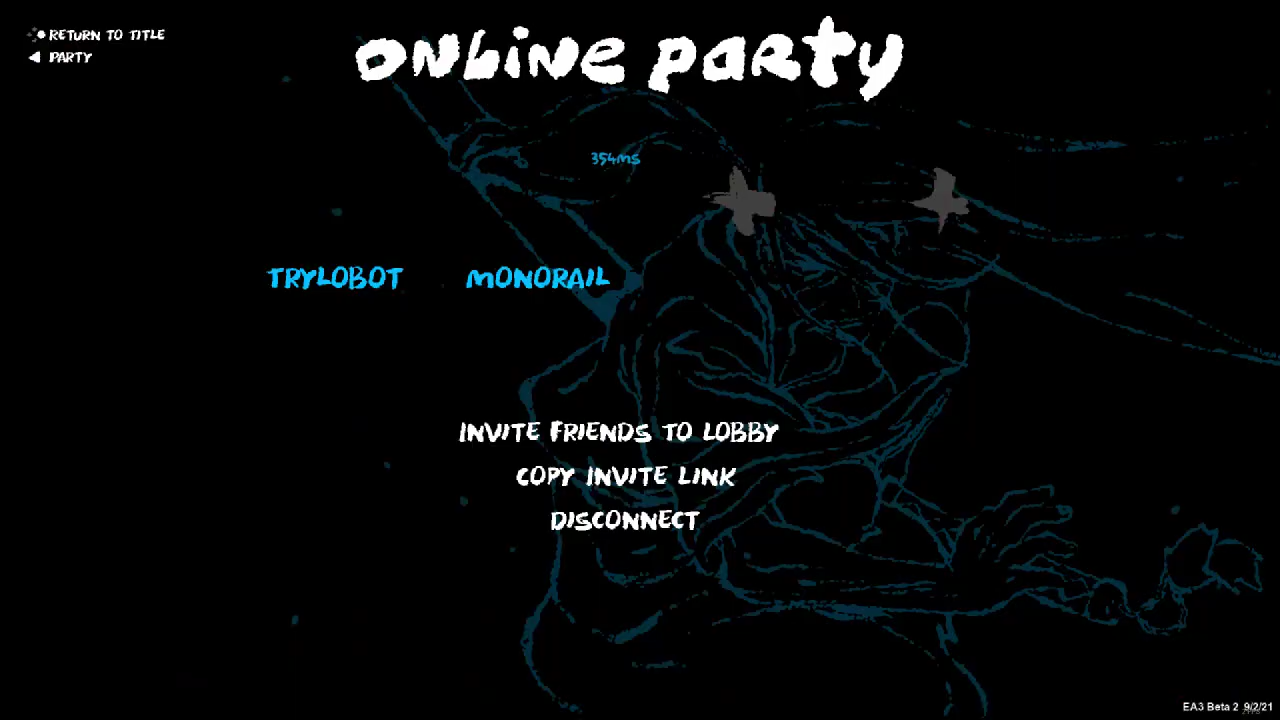 RETURN TO TITLE
PARTY
ONLINE PARTY
354MS
TRYLOBOT MONORAIL
INVITE FRIENDS TO LOBBY
COPY INVITE LINK
DISCONNECT
EA3 Beta 2 9/2/21